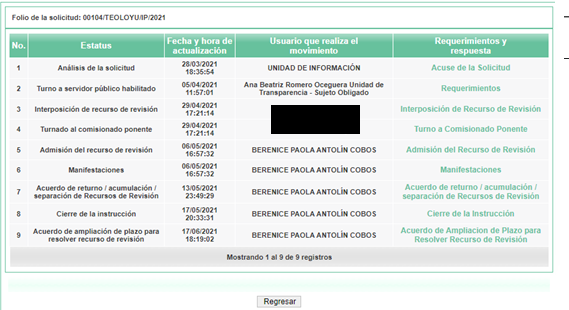 Folio de la solicitud: 00104/TEOLOYU/IP/2021
No. Estatus Fecha y hora de actualización Usuario que realiza el movimiento Requerimientos y respuesta
1 Análisis de la solicitud 28/03/2021 18:35:54 UNIDAD DE INFORMACIÓN Acuse de la Solicitud
2 Turno a servidor público habilitado 05/04/2021 11:57:01 Ana Beatriz Romero Oceguera Unidad de Transparencia - Sujeto Obligado Requerimientos
3 Interposición de recurso de revisión 29/04/2021 17:21:14 Interposición de Recurso de Revisión
4 Turnado al comisionado ponente 29/04/2021 17:21:14 Turno a Comisionado Ponente
5 Admisión del recurso de revisión 06/05/2021 16:57:32 BERENICE PAOLA ANTOLÍN COBOS Admisión del Recurso de Revisión
6 Manifestaciones 06/05/2021 16:57:32 BERENICE PAOLA ANTOLÍN COBOS Manifestaciones
7 Acuerdo de returno / acumulación / separación de Recursos de Revisión 13/05/2021 23:49:29 BERENICE PAOLA ANTOLÍN COBOS Acuerdo de returno / acumulación / separación de Recursos de Revisión
8 Cierre de la instrucción 17/05/2021 20:33:31 BERENICE PAOLA ANTOLÍN COBOS Cierre de la Instrucción
9 Acuerdo de ampliación de plazo para resolver recurso de revisión 17/06/2021 18:19:02 BERENICE PAOLA ANTOLÍN COBOS Acuerdo de Ampliacion de Plazo para Resolver Recurso de Revisión
Mostrando 1 al 9 de 9 registros
Regresar